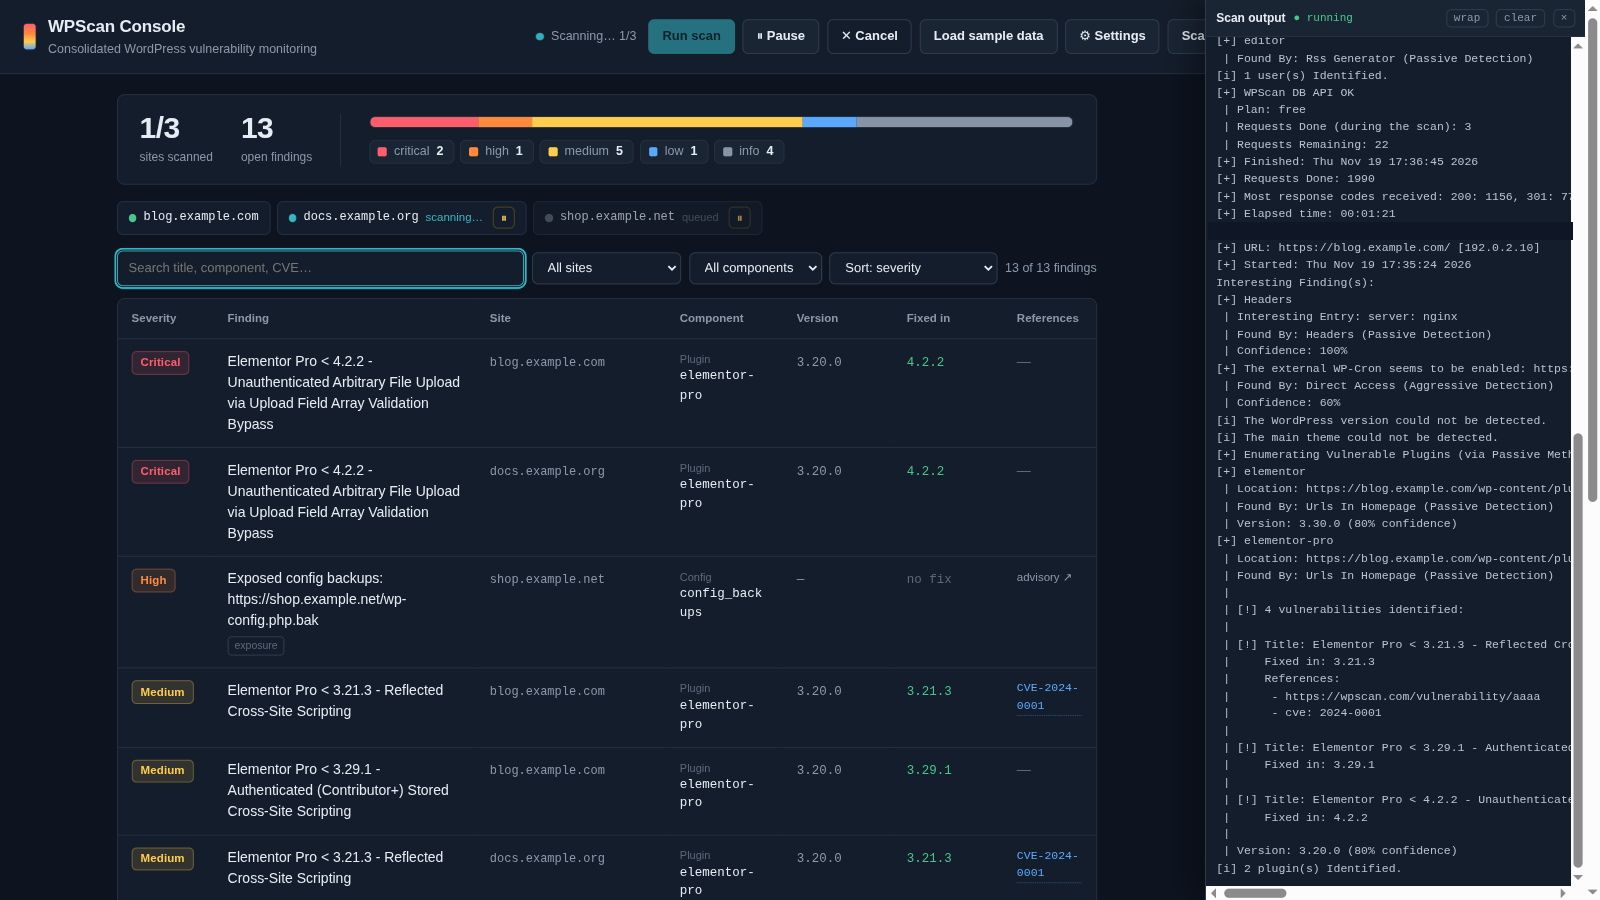 WPScan Console
Consolidated WordPress vulnerability monitoring
Scanning… 1/3
Run scan
Pause
✕ Cancel
Load sample data
⚙ Settings
Sca
1/3
sites scanned
13
open findings
critical 2
high 1
medium 5
low 1
info 4
blog.example.com
docs.example.org scanning…
shop.example.net queued
Search title, component, CVE…
All sites
All components
Sort: severity
13 of 13 findings
Severity Finding Site Component Version Fixed in References
Critical
Elementor Pro < 4.2.2 -
Unauthenticated Arbitrary File Upload
via Upload Field Array Validation
Bypass
blog.example.com
Plugin
elementor-
pro
3.20.0
4.2.2
—
Critical
Elementor Pro < 4.2.2 -
Unauthenticated Arbitrary File Upload
via Upload Field Array Validation
Bypass
docs.example.org
Plugin
elementor-
pro
3.20.0
4.2.2
—
High
Exposed config backups:
https://shop.example.net/wp-
config.php.bak
exposure
shop.example.net
Config
config_back
ups
—
no fix
advisory ↗
Medium
Elementor Pro < 3.21.3 - Reflected
Cross-Site Scripting
blog.example.com
Plugin
elementor-
pro
3.20.0
3.21.3
CVE-2024-
0001
Medium
Elementor Pro < 3.29.1 -
Authenticated (Contributor+) Stored
Cross-Site Scripting
blog.example.com
Plugin
elementor-
pro
3.20.0
3.29.1
—
Medium
Elementor Pro < 3.21.3 - Reflected
Cross-Site Scripting
docs.example.org
Plugin
elementor-
pro
3.20.0
3.21.3
CVE-2024-
0001
Scan output ● running
wrap
clear
×
[+] editor
| Found By: Rss Generator (Passive Detection)
[i] 1 user(s) Identified.
[+] WPScan DB API OK
| Plan: free
| Requests Done (during the scan): 3
| Requests Remaining: 22
[+] Finished: Thu Nov 19 17:36:45 2026
[+] Requests Done: 1990
[+] Most response codes received: 200: 1156, 301: 77
[+] Elapsed time: 00:01:21
[+] URL: https://blog.example.com/ [192.0.2.10]
[+] Started: Thu Nov 19 17:35:24 2026
Interesting Finding(s):
[+] Headers
| Interesting Entry: server: nginx
| Found By: Headers (Passive Detection)
| Confidence: 100%
[+] The external WP-Cron seems to be enabled: https:
| Found By: Direct Access (Aggressive Detection)
| Confidence: 60%
[i] The WordPress version could not be detected.
[i] The main theme could not be detected.
[+] Enumerating Vulnerable Plugins (via Passive Meth
[+] elementor
| Location: https://blog.example.com/wp-content/plu
| Found By: Urls In Homepage (Passive Detection)
| Version: 3.30.0 (80% confidence)
[+] elementor-pro
| Location: https://blog.example.com/wp-content/plu
| Found By: Urls In Homepage (Passive Detection)
|
| [!] 4 vulnerabilities identified:
|
| [!] Title: Elementor Pro < 3.21.3 - Reflected Cro
| Fixed in: 3.21.3
| References:
| - https://wpscan.com/vulnerability/aaaa
| - cve: 2024-0001
|
| [!] Title: Elementor Pro < 3.29.1 - Authenticated
| Fixed in: 3.29.1
|
| [!] Title: Elementor Pro < 4.2.2 - Unauthenticate
| Fixed in: 4.2.2
|
| Version: 3.20.0 (80% confidence)
[i] 2 plugin(s) Identified.